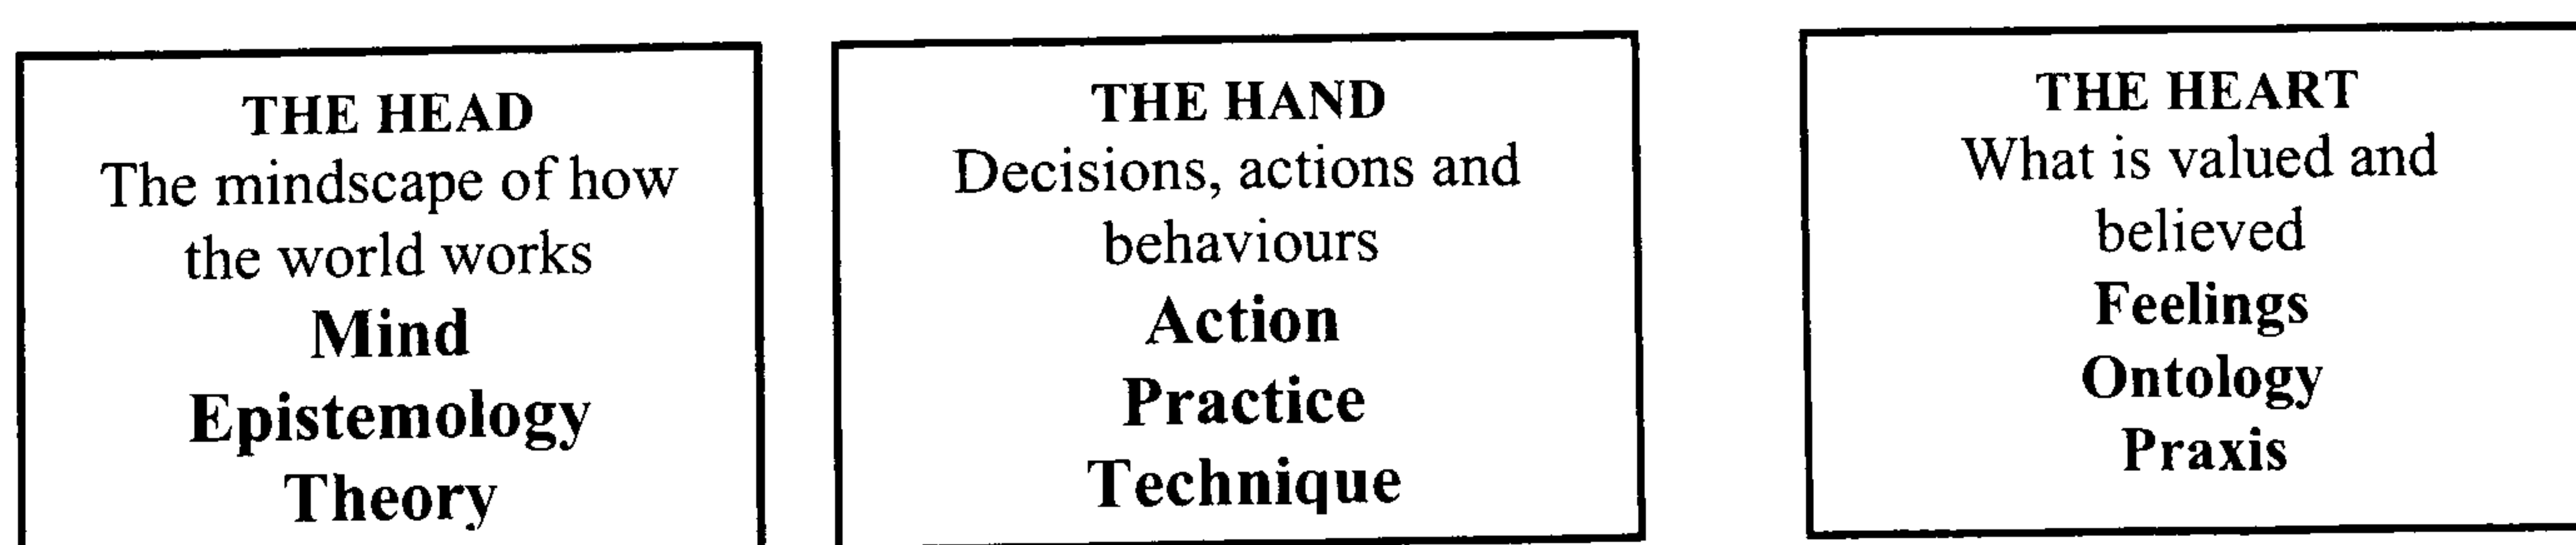 THE HEAD
The mindscape of how
the world works
Mind
Epistemology
Theory
THE HAND
Decisions, actions and
behaviours
Action
Practice
Technique
THE HEART
What is valued and
believed
Feelings
Ontology
Praxis